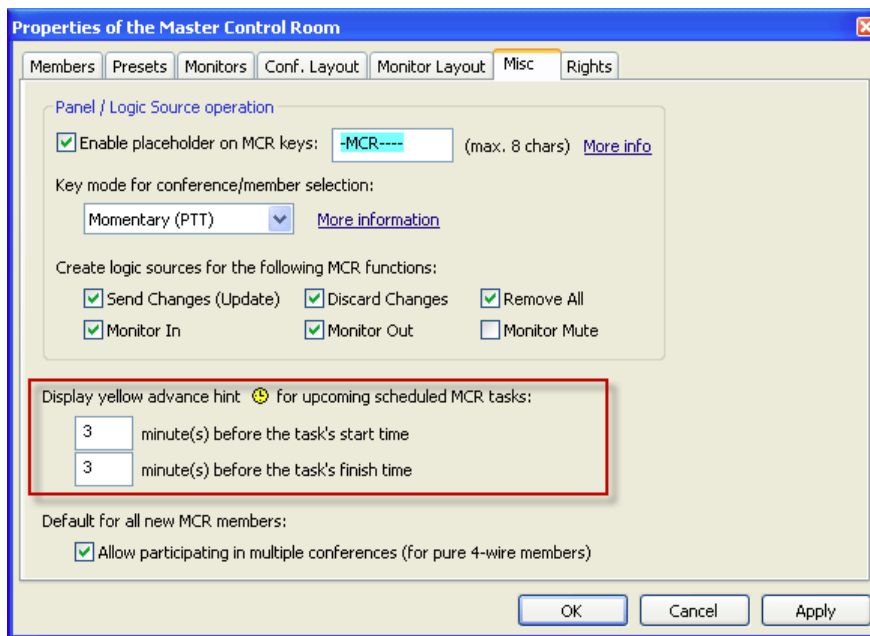 Properties of the Master Control Room
Members Presets Monitors Conf. Layout Monitor Layout Misc Rights
Panel / Logic Source operation
Enable placeholder on MCR keys: -MCR---- (max. 8 chars) More info
Key mode for conference/member selection:
Momentary (PTT) More information
Create logic sources for the following MCR functions:
Send Changes (Update) Discard Changes Remove All
Monitor In Monitor Out Monitor Mute
Display yellow advance hint for upcoming scheduled MCR tasks:
3 minute(s) before the task's start time
3 minute(s) before the task's finish time
Default for all new MCR members:
Allow participating in multiple conferences (for pure 4-wire members)
OK Cancel Apply